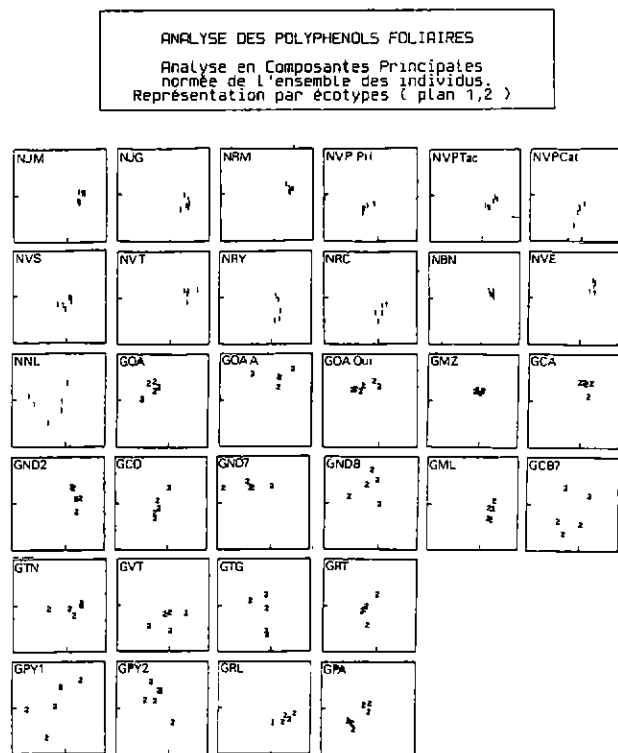 ANALYSE DES POLYPHENOLS FOLIAIRES
Analyse en Composantes Principales
normée de l'ensemble des individus.
Représentation par écotypes ( plan 1,2 )
NJM NJG NRM NVP Pil NVPTac NVPCat
NVS NVT NRY NRC NBN NVE
NNL GOA GOA A GOA Oui GMZ GCA
GND2 GCO GND7 GND8 GML GCB7
GTN GVT GTG GRT
GPY1 GPY2 GRL GPA